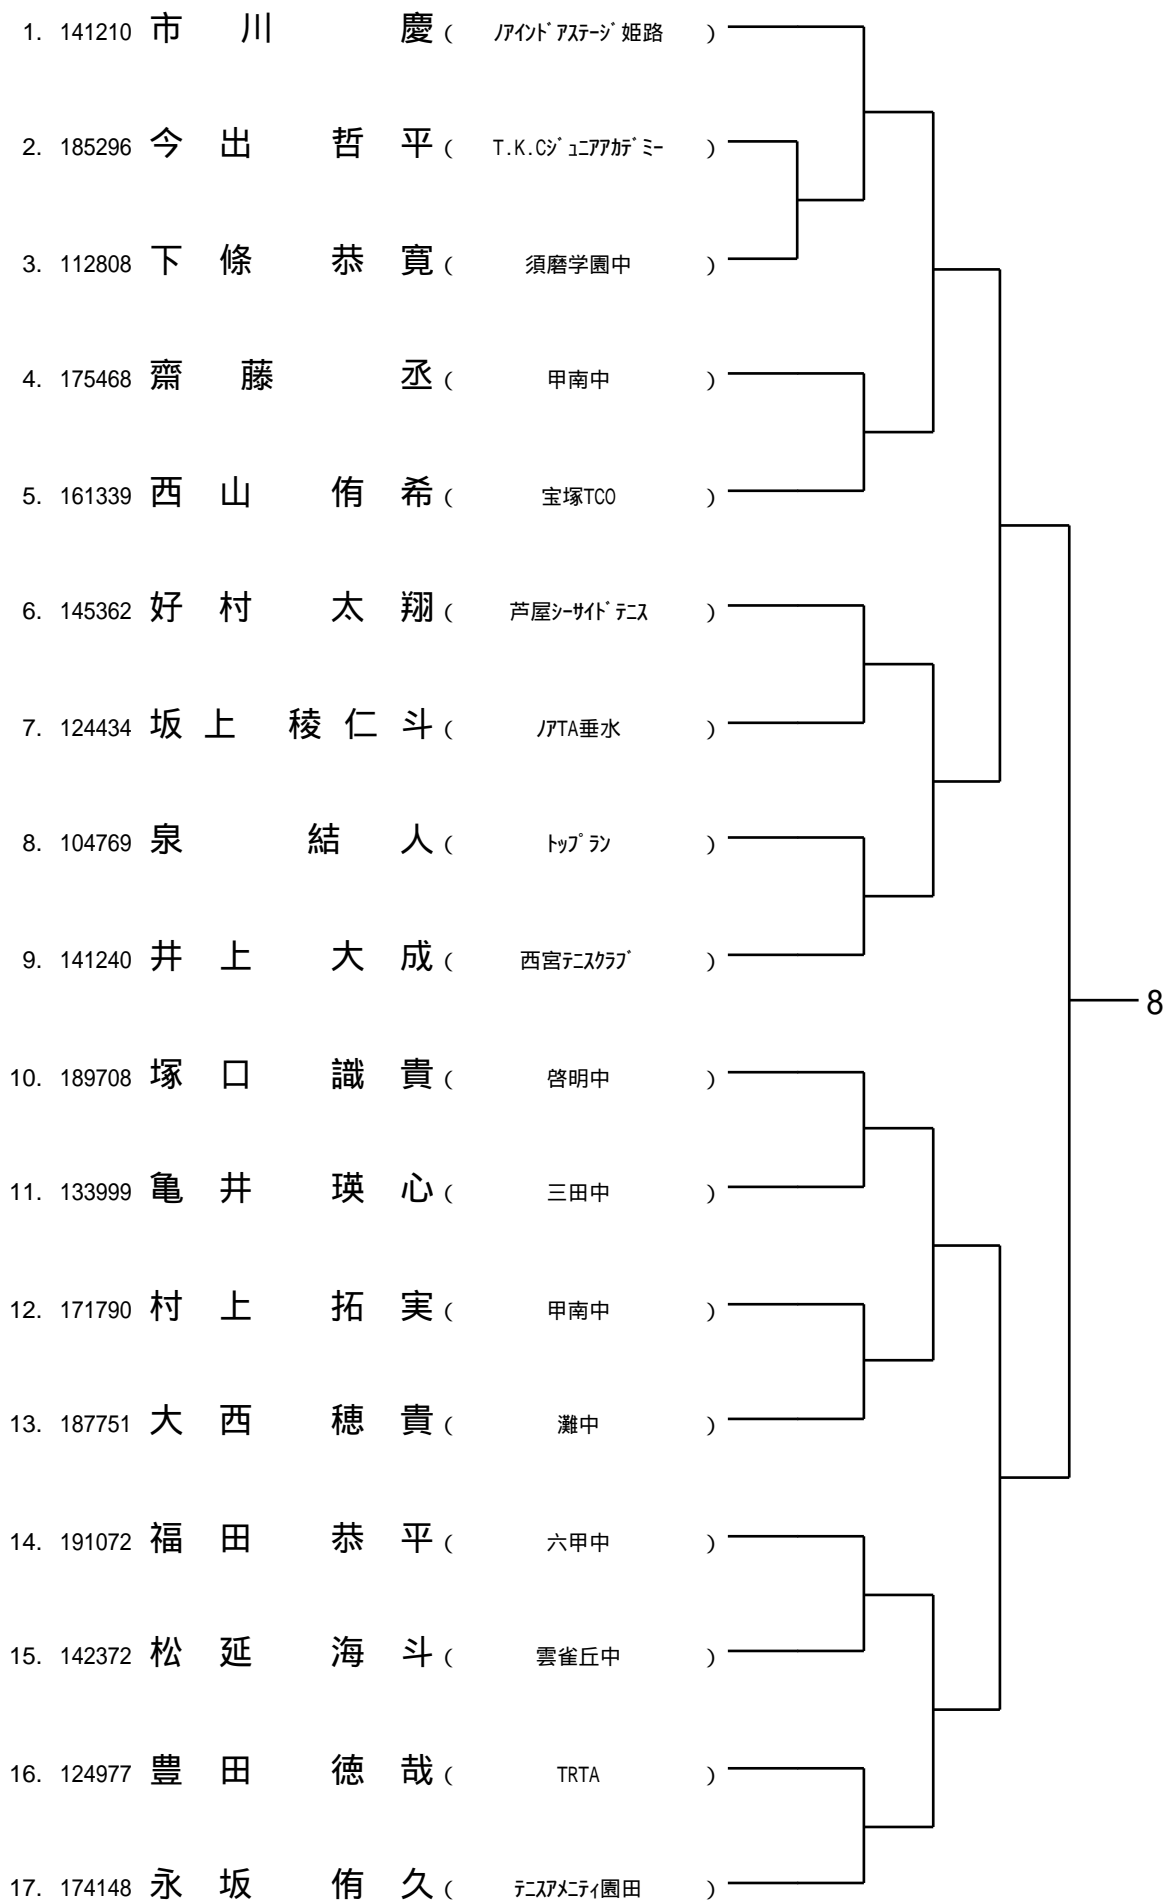 1. 141210 市 川 慶 ( ﾉｱｲﾝﾄﾞｱｽﾃｰｼﾞ姫路 )
2. 185296 今 出 哲 平 ( T.K.Cｼﾞｭﾆｱｱｶﾃﾞﾐｰ )
3. 112808 下 條 恭 寛 ( 須磨学園中 )
4. 175468 齋 藤 丞 ( 甲南中 )
5. 161339 西 山 侑 希 ( 宝塚TCO )
6. 145362 好 村 太 翔 ( 芦屋ｼｰｻｲﾄﾞﾃﾆｽ )
7. 124434 坂 上 稜 仁 斗 ( ﾉｱTA垂水 )
8. 104769 泉 結 人 ( ﾄｯﾌﾟﾗﾝ )
9. 141240 井 上 大 成 ( 西宮ﾃﾆｽｸﾗﾌﾞ )
8
10. 189708 塚 口 識 貴 ( 啓明中 )
11. 133999 亀 井 瑛 心 ( 三田中 )
12. 171790 村 上 拓 実 ( 甲南中 )
13. 187751 大 西 穂 貴 ( 灘中 )
14. 191072 福 田 恭 平 ( 六甲中 )
15. 142372 松 延 海 斗 ( 雲雀丘中 )
16. 124977 豊 田 徳 哉 ( TRTA )
17. 174148 永 坂 侑 久 ( ﾃﾆｽｱﾒﾆﾃｨ園田 )